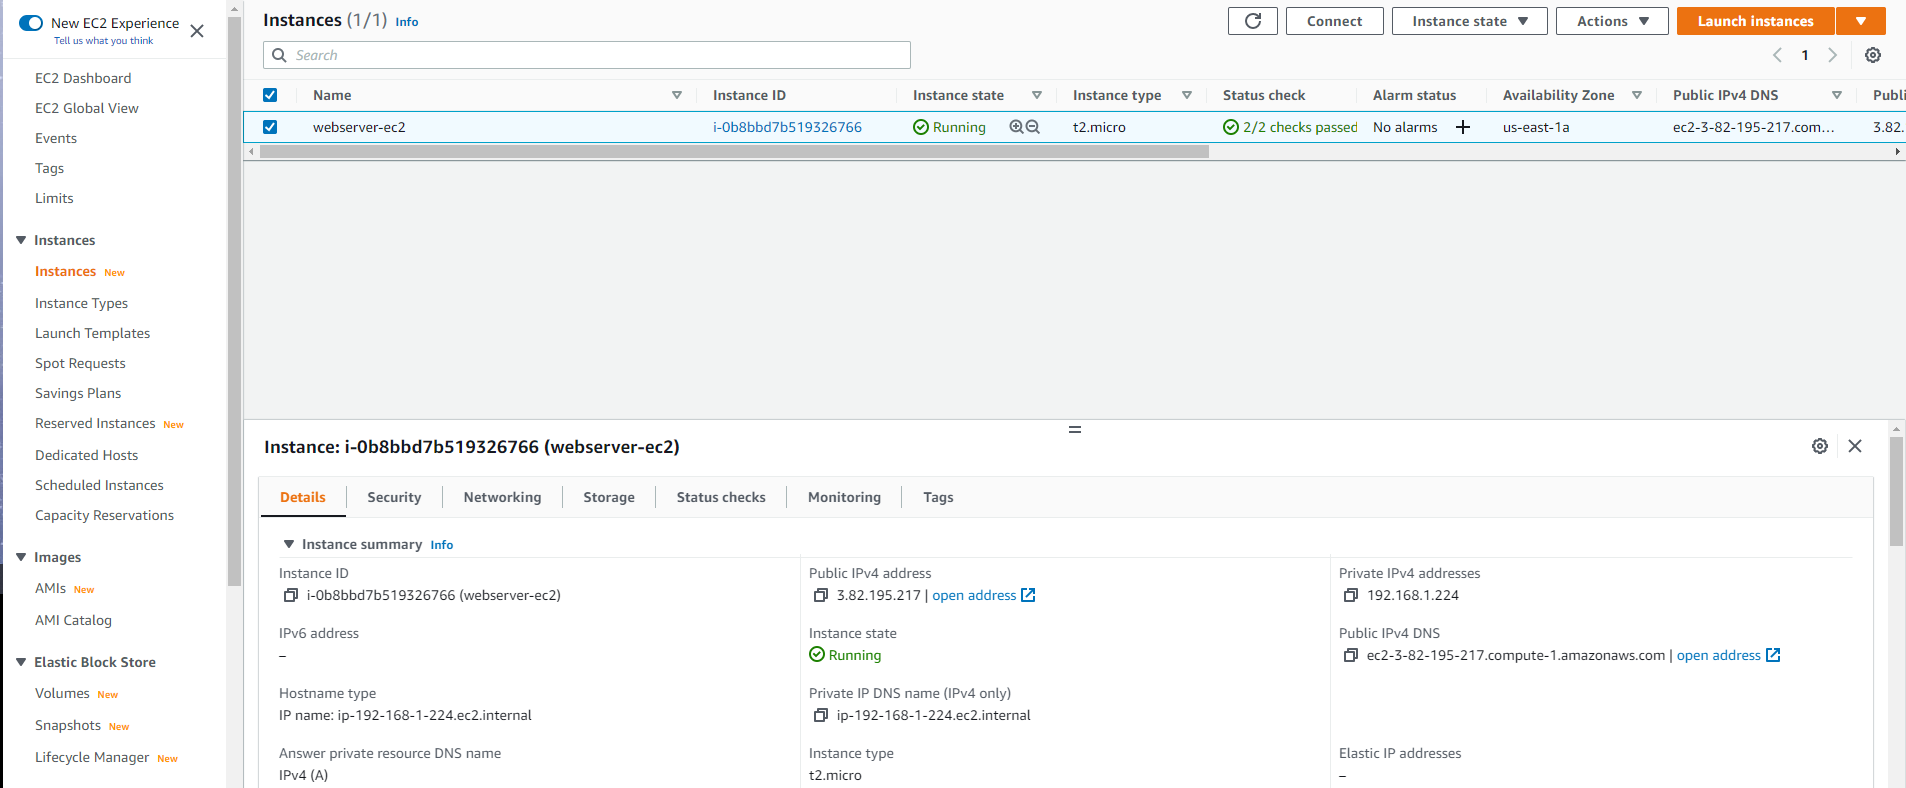 New EC2 Experience
Tell us what you think
EC2 Dashboard
EC2 Global View
Events
Tags
Limits
Instances
Instances New
Instance Types
Launch Templates
Spot Requests
Savings Plans
Reserved Instances New
Dedicated Hosts
Scheduled Instances
Capacity Reservations
Images
AMIs New
AMI Catalog
Elastic Block Store
Volumes New
Snapshots New
Lifecycle Manager New
Instances (1/1) Info
Connect
Instance state
Actions
Launch instances
Search
1
Name Instance ID Instance state Instance type Status check Alarm status Availability Zone Public IPv4 DNS Publi
webserver-ec2 i-0b8bbd7b519326766 Running t2.micro 2/2 checks passed No alarms us-east-1a ec2-3-82-195-217.com... 3.82.
Instance: i-0b8bbd7b519326766 (webserver-ec2)
Details Security Networking Storage Status checks Monitoring Tags
Instance summary Info
Instance ID
i-0b8bbd7b519326766 (webserver-ec2)
Public IPv4 address
3.82.195.217 | open address
Private IPv4 addresses
192.168.1.224
IPv6 address
–
Instance state
Running
Public IPv4 DNS
ec2-3-82-195-217.compute-1.amazonaws.com | open address
Hostname type
IP name: ip-192-168-1-224.ec2.internal
Private IP DNS name (IPv4 only)
ip-192-168-1-224.ec2.internal
Answer private resource DNS name
IPv4 (A)
Instance type
t2.micro
Elastic IP addresses
–